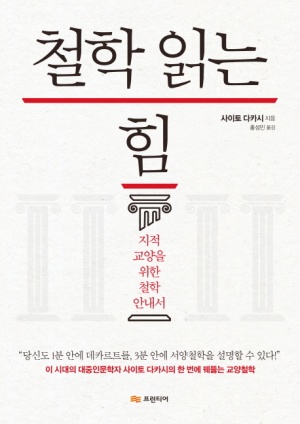 철학 읽는
힘
사이토 다카시 지음
홍성민 옮김
지적
교양을
위한
철학
안내서
“당신도 1분 안에 데카르트를, 3분 안에 서양철학을 설명할 수 있다!”
이 시대의 대중인문학자 사이토 다카시의 한 번에 꿰뚫는 교양철학
프런티어